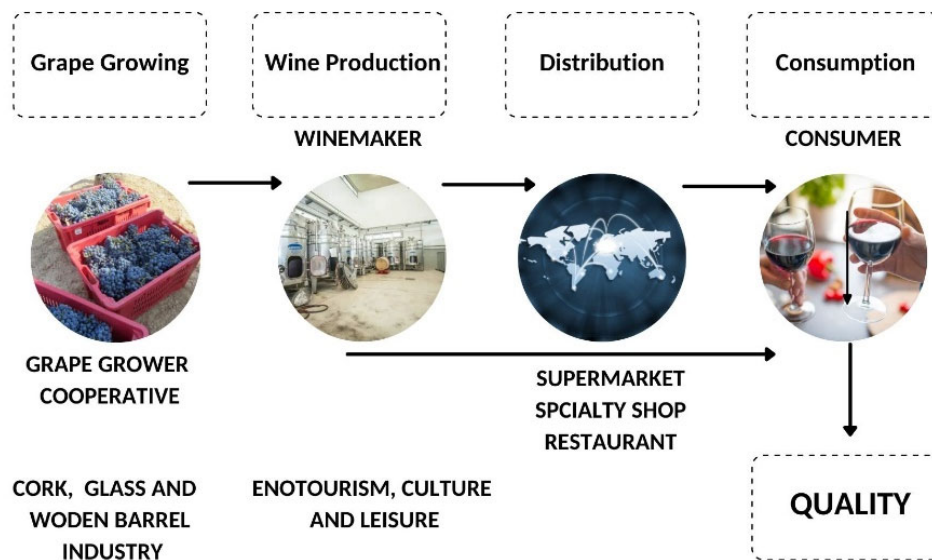 Grape Growing
Wine Production
Distribution
Consumption
WINEMAKER
CONSUMER
GRAPE GROWER
COOPERATIVE
SUPERMARKET
SPCIALTY SHOP
RESTAURANT
CORK, GLASS AND
WODEN BARREL
INDUSTRY
ENOTOURISM, CULTURE
AND LEISURE
QUALITY